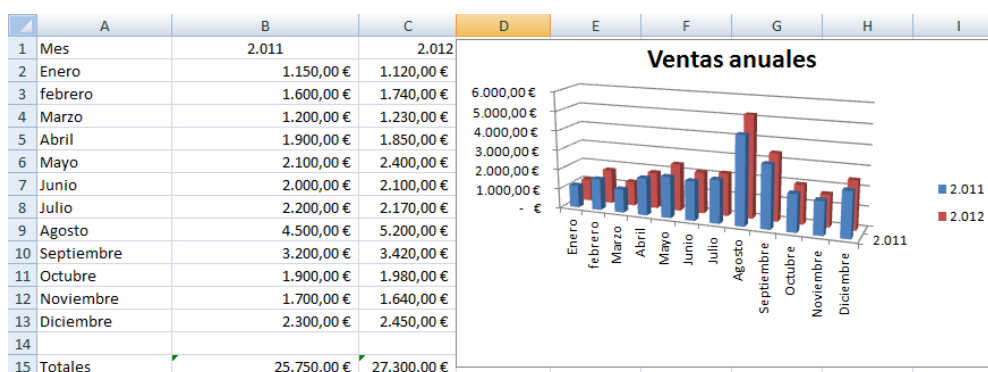 A B C D E F G H I
1 Mes 2.011 2.012
2 Enero 1.150,00 € 1.120,00 €
3 febrero 1.600,00 € 1.740,00 €
4 Marzo 1.200,00 € 1.230,00 €
5 Abril 1.900,00 € 1.850,00 €
6 Mayo 2.100,00 € 2.400,00 €
7 Junio 2.000,00 € 2.100,00 €
8 Julio 2.200,00 € 2.170,00 €
9 Agosto 4.500,00 € 5.200,00 €
10 Septiembre 3.200,00 € 3.420,00 €
11 Octubre 1.900,00 € 1.980,00 €
12 Noviembre 1.700,00 € 1.640,00 €
13 Diciembre 2.300,00 € 2.450,00 €
14
15 Totales 25.750,00 € 27.300,00 €
Ventas anuales
6.000,00 €
5.000,00 €
4.000,00 €
3.000,00 €
2.000,00 €
1.000,00 €
- €
Enero
febrero
Marzo
Abril
Mayo
Junio
Julio
Agosto
Septiembre
Octubre
Noviembre
Diciembre
2.011
2.011
2.012